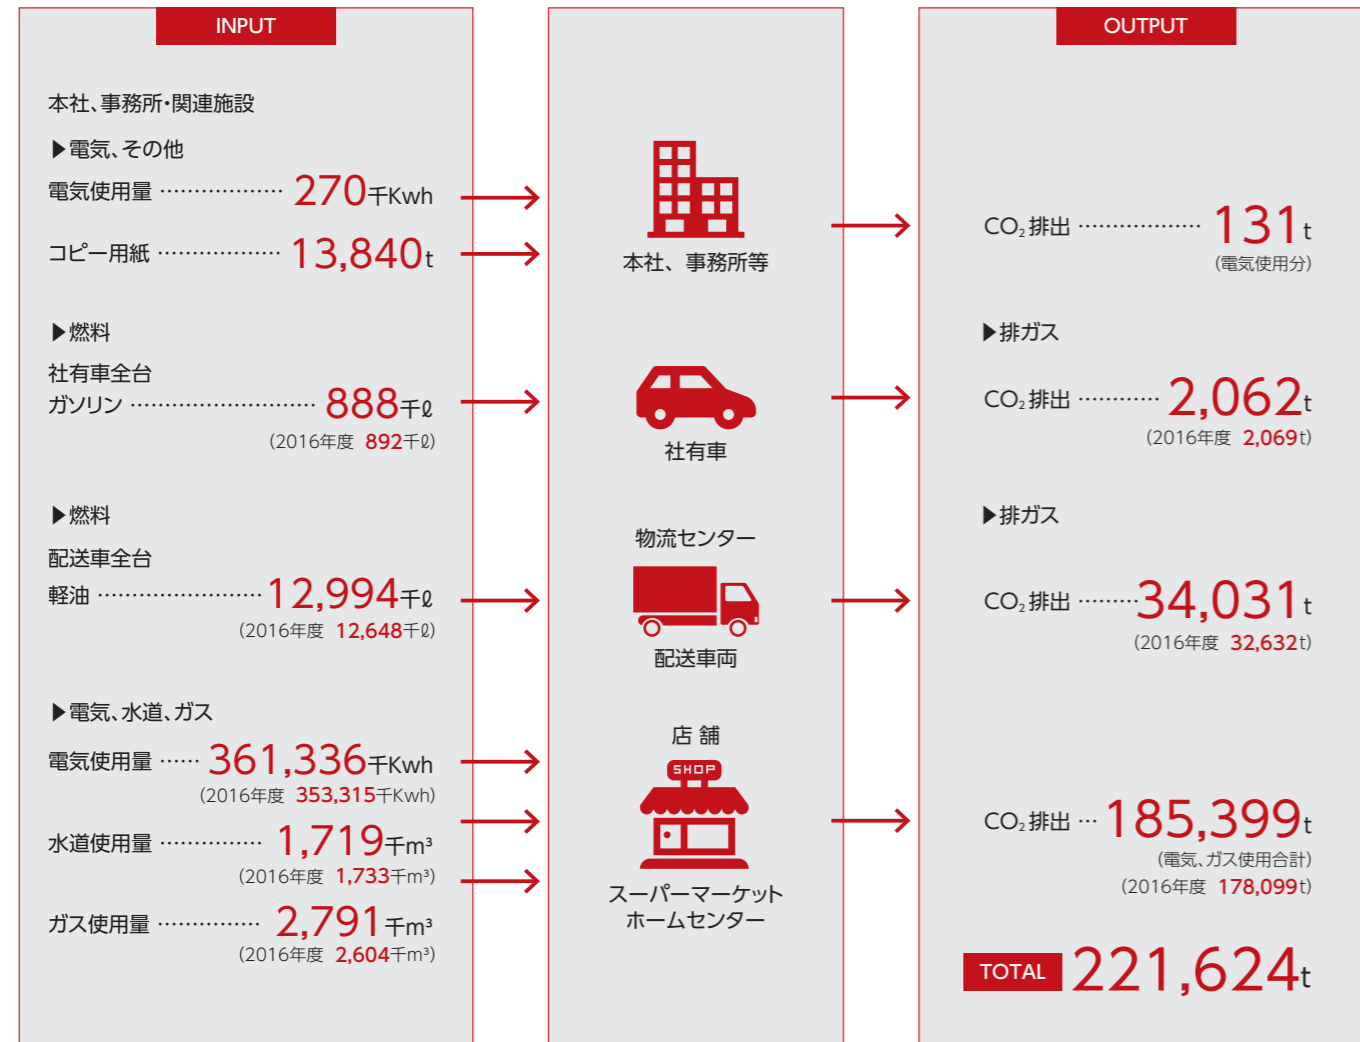 INPUT
本社、事務所・関連施設
▶電気、その他
電気使用量 ……………… 270千Kwh
コピー用紙 ……………… 13,840t
▶燃料
社有車全台
ガソリン ……………………… 888千ℓ
(2016年度 892千ℓ)
▶燃料
配送車全台
軽油 …………………… 12,994千ℓ
(2016年度 12,648千ℓ)
▶電気、水道、ガス
電気使用量 …… 361,336千Kwh
(2016年度 353,315千Kwh)
水道使用量 …………… 1,719千m³
(2016年度 1,733千m³)
ガス使用量 …………… 2,791千m³
(2016年度 2,604千m³)
本社、事務所等
社有車
物流センター
配送車両
店 舗
SHOP
スーパーマーケット
ホームセンター
OUTPUT
CO₂排出 ……………… 131t
(電気使用分)
▶排ガス
CO₂排出 ………… 2,062t
(2016年度 2,069t)
▶排ガス
CO₂排出 ……… 34,031t
(2016年度 32,632t)
CO₂排出 … 185,399t
(電気、ガス使用合計)
(2016年度 178,099t)
TOTAL 221,624t